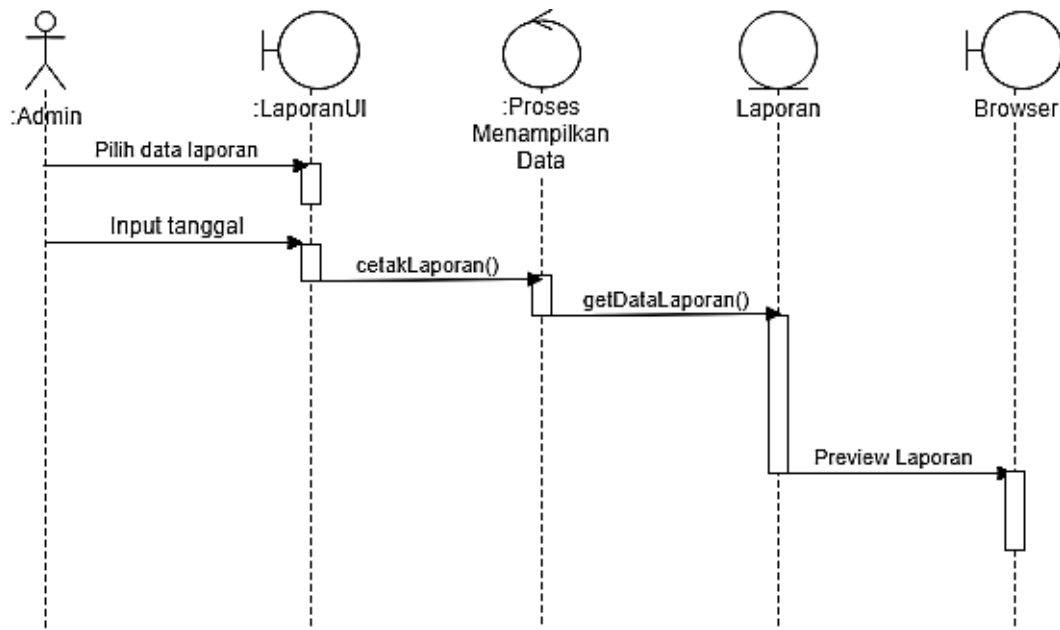 :Admin
:LaporanUI
:Proses
Menampilkan
Data
Laporan
Browser
Pilih data laporan
Input tanggal
cetakLaporan()
getDataLaporan()
Preview Laporan